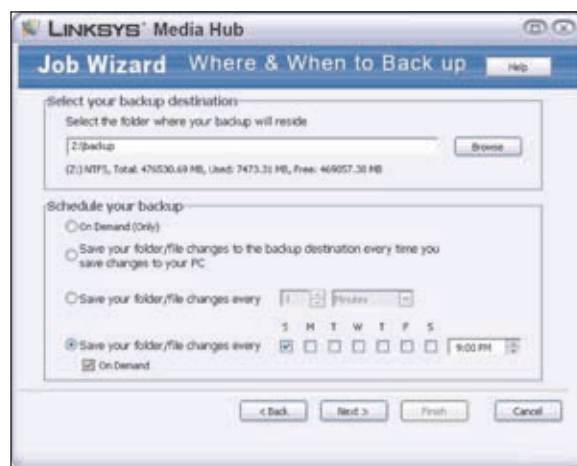 LINKSYS® Media Hub
Job Wizard Where & When to Back up Help
Select your backup destination
Select the folder where your backup will reside
Z:\backup Browse
(Z:) NTFS, Total: 476530.69 MB, Used: 7473.31 MB, Free: 469057.38 MB
Schedule your backup
On Demand (Only)
Save your folder/file changes to the backup destination every time you
save changes to your PC
Save your folder/file changes every Minutes
S M T W T F S
Save your folder/file changes every 9:00 PM
On Demand
< Back Next > Finish Cancel